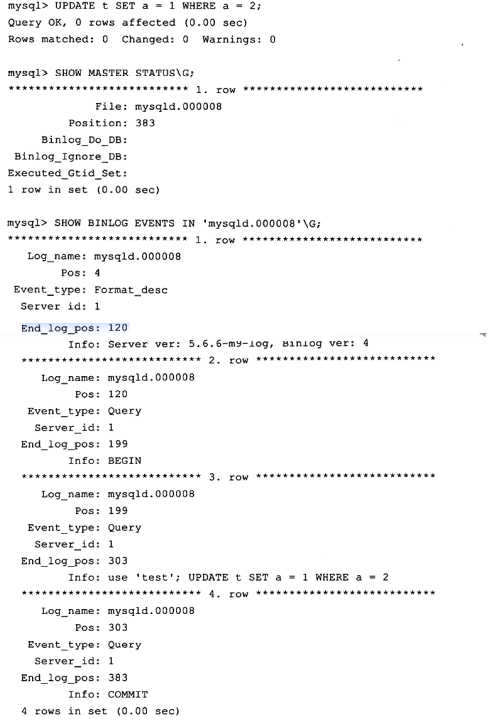 mysql> UPDATE t SET a = 1 WHERE a = 2;
Query OK, 0 rows affected (0.00 sec)
Rows matched: 0  Changed: 0  Warnings: 0
mysql> SHOW MASTER STATUS\G;
*************************** 1. row ***************************
File: mysqld.000008
Position: 383
Binlog_Do_DB:
Binlog_Ignore_DB:
Executed_Gtid_Set:
1 row in set (0.00 sec)
mysql> SHOW BINLOG EVENTS IN 'mysqld.000008'\G;
*************************** 1. row ***************************
Log_name: mysqld.000008
Pos: 4
Event_type: Format_desc
Server id: 1
End_log_pos: 120
Info: Server ver: 5.6.6-m9-log, Binlog ver: 4
*************************** 2. row ***************************
Log_name: mysqld.000008
Pos: 120
Event_type: Query
Server_id: 1
End_log_pos: 199
Info: BEGIN
*************************** 3. row ***************************
Log_name: mysqld.000008
Pos: 199
Event_type: Query
Server_id: 1
End_log_pos: 303
Info: use 'test'; UPDATE t SET a = 1 WHERE a = 2
*************************** 4. row ***************************
Log_name: mysqld.000008
Pos: 303
Event_type: Query
Server_id: 1
End_log_pos: 383
Info: COMMIT
4 rows in set (0.00 sec)